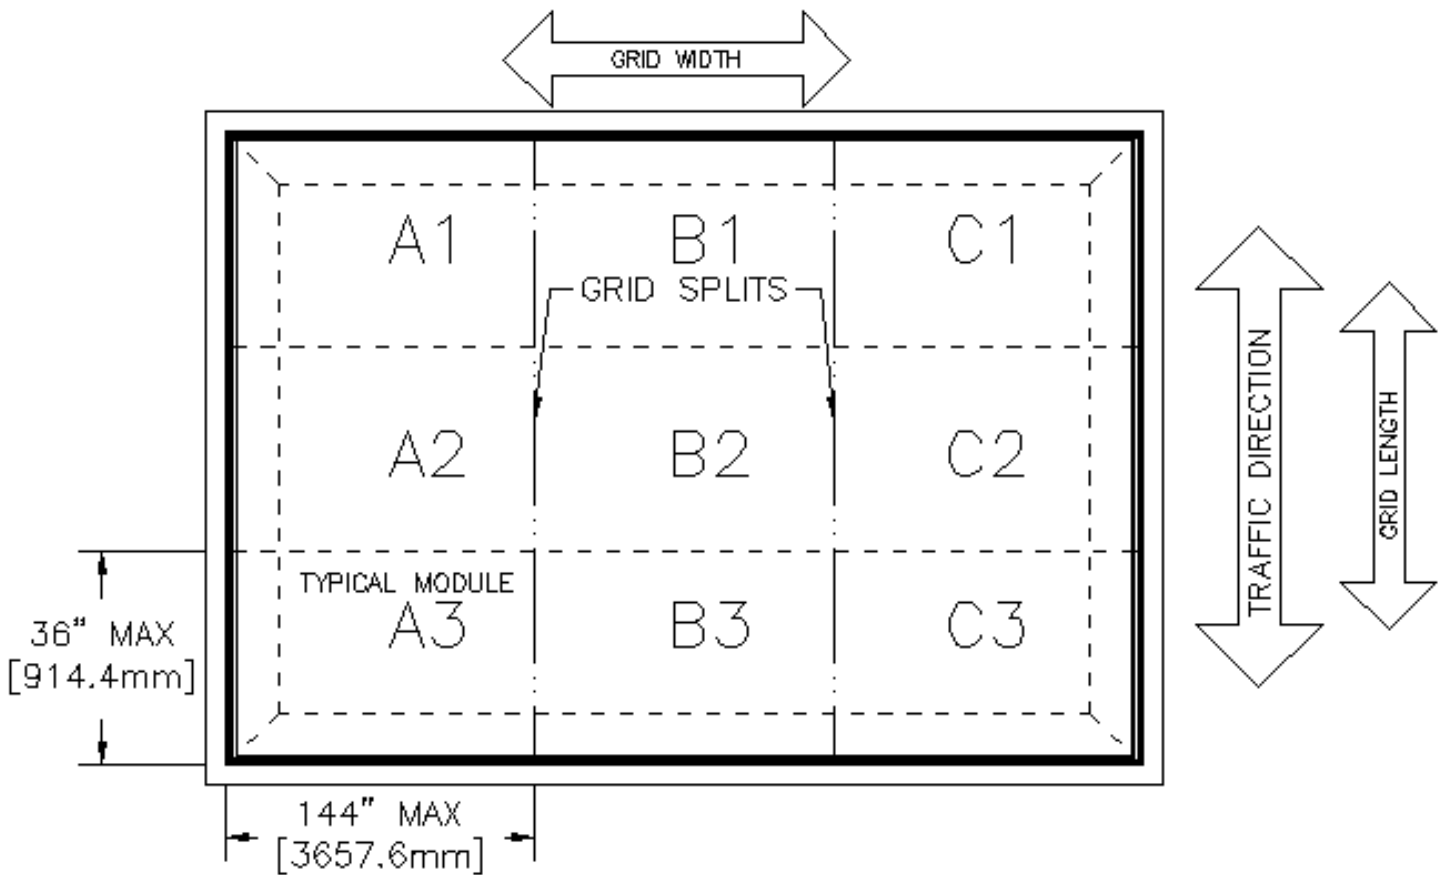 GRID WIDTH
A1
B1
C1
GRID SPLITS
A2
B2
C2
TYPICAL MODULE
A3
B3
C3
TRAFFIC DIRECTION
GRID LENGTH
36" MAX
[914.4mm]
144" MAX
[3657.6mm]